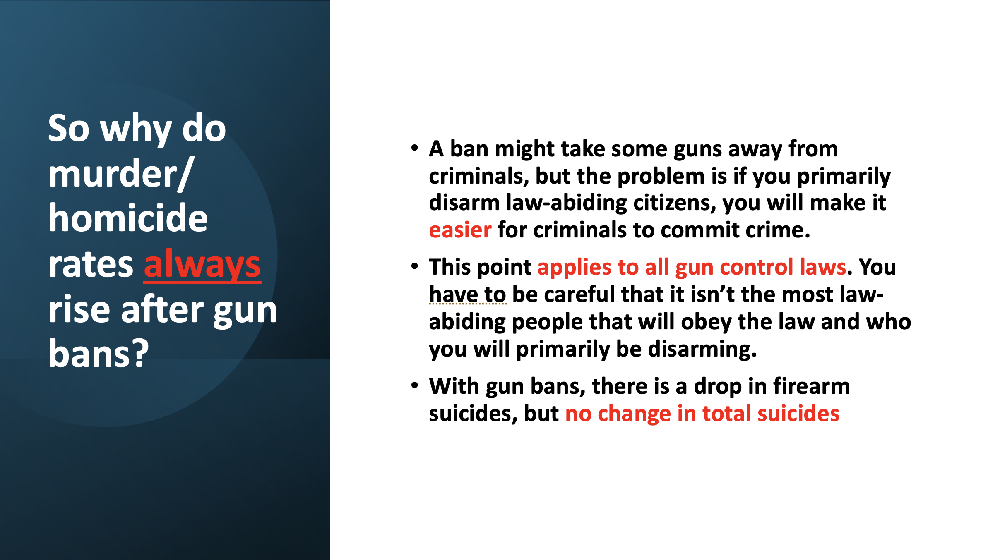 So why do
murder/
homicide
rates always
rise after gun
bans?
• A ban might take some guns away from
criminals, but the problem is if you primarily
disarm law-abiding citizens, you will make it
easier for criminals to commit crime.
• This point applies to all gun control laws. You
have to be careful that it isn’t the most law-
abiding people that will obey the law and who
you will primarily be disarming.
• With gun bans, there is a drop in firearm
suicides, but no change in total suicides